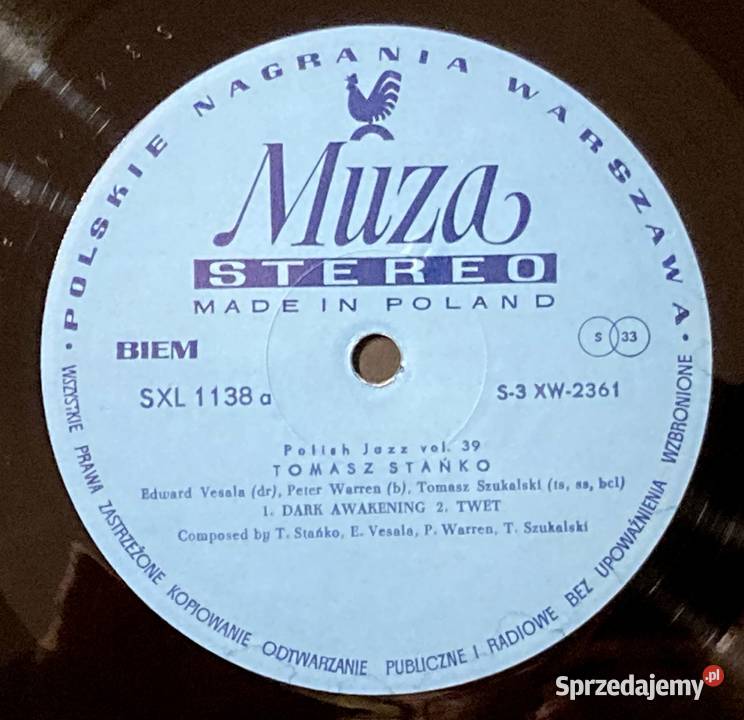 • POLSKIE NAGRANIA WARSZAWA •
Muza
STEREO
MADE IN POLAND
BIEM
S 33
SXL 1138 a
S-3 XW-2361
Polish Jazz vol. 39
TOMASZ STAŃKO
Edward Vesala (dr), Peter Warren (b), Tomasz Szukalski (ts, ss, bcl)
1. DARK AWAKENING 2. TWET
Composed by T. Stańko, E. Vesala, P. Warren, T. Szukalski
WSZYSTKIE PRAWA ZASTRZEŻONE KOPIOWANIE ODTWARZANIE PUBLICZNE I RADIOWE BEZ UPOWAŻNIENIA WZBRONIONE
Sprzedajemy.pl